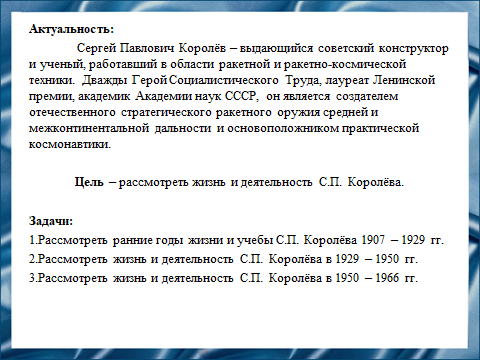 Актуальность:
Сергей Павлович Королёв – выдающийся советский конструктор
и ученый, работавший в области ракетной и ракетно-космической
техники. Дважды Герой Социалистического Труда, лауреат Ленинской
премии, академик Академии наук СССР, он является создателем
отечественного стратегического ракетного оружия средней и
межконтинентальной дальности и основоположником практической
космонавтики.
Цель – рассмотреть жизнь и деятельность С.П. Королёва.
Задачи:
1.Рассмотреть ранние годы жизни и учебы С.П. Королёва 1907 – 1929 гг.
2.Рассмотреть жизнь и деятельность С.П. Королёва в 1929 – 1950 гг.
3.Рассмотреть жизнь и деятельность С.П. Королёва в 1950 – 1966 гг.